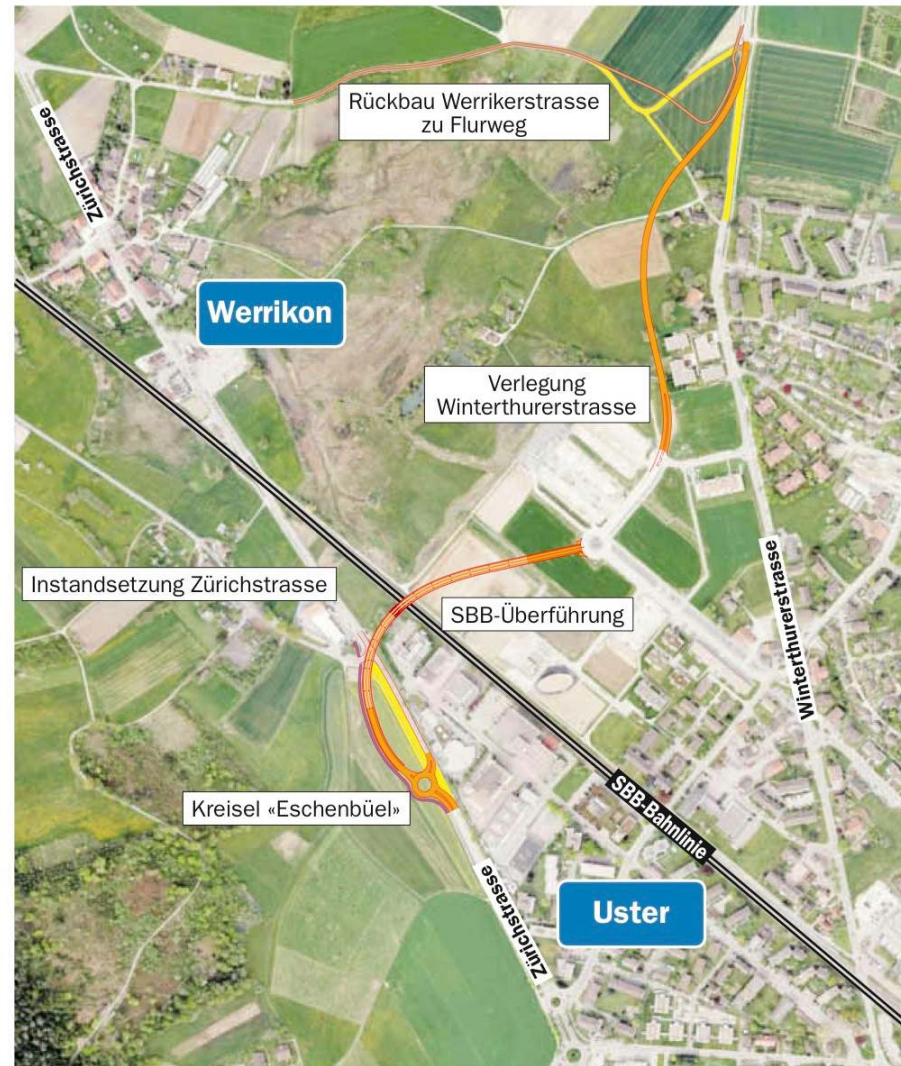 Rückbau Werrikerstrasse
zu Flurweg
Zürichstrasse
Werrikon
Verlegung
Winterthurerstrasse
Instandsetzung Zürichstrasse
SBB-Überführung
Winterthurerstrasse
Kreisel «Eschenbüel»
SBB-Bahnlinie
Uster
Zürichstrasse